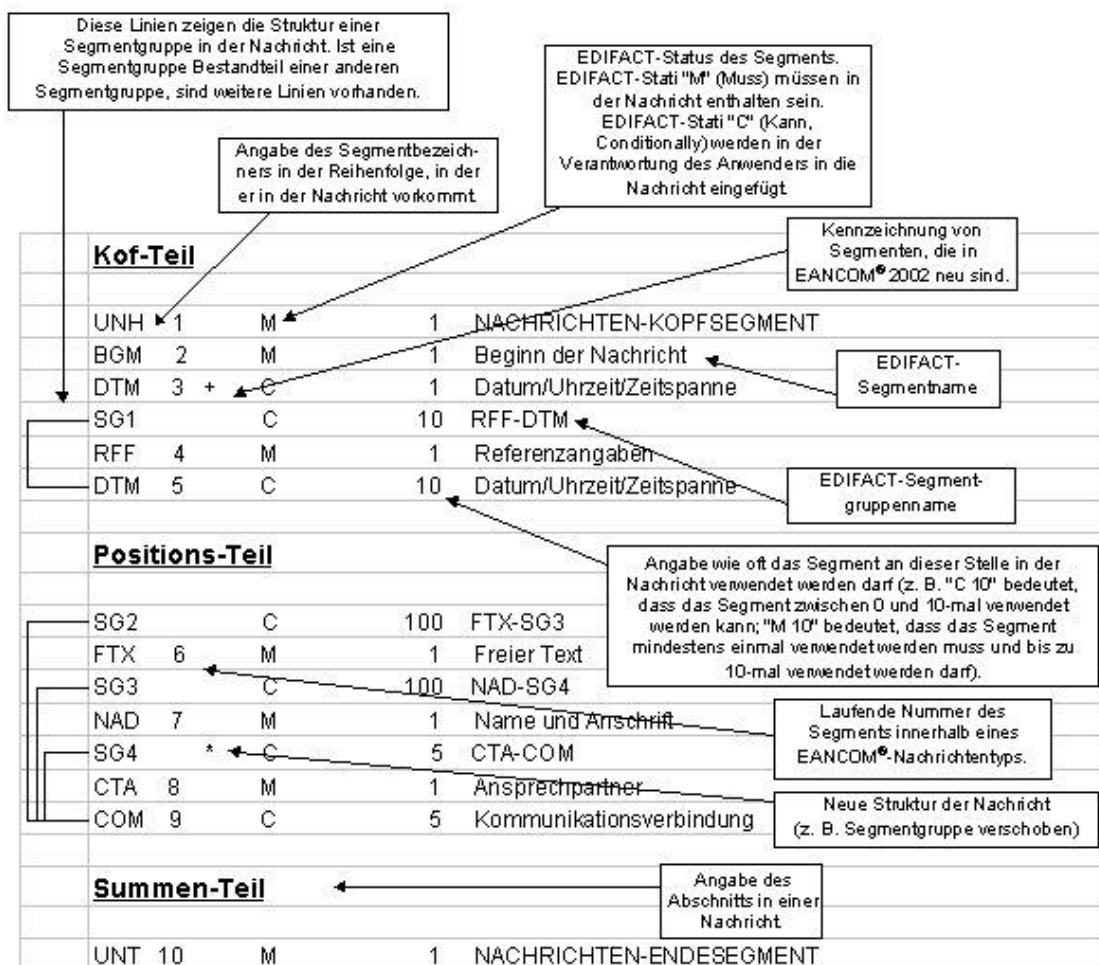 Diese Linien zeigen die Struktur einer
Segmentgruppe in der Nachricht. Ist eine
Segmentgruppe Bestandteil einer anderen
Segmentgruppe, sind weitere Linien vorhanden.
EDIFACT-Status des Segments.
EDIFACT-Stati "M" (Muss) müssen in
der Nachricht enthalten sein.
EDIFACT-Stati "C" (Kann,
Conditionally)werden in der
Verantwortung des Anwenders in die
Nachricht eingefügt.
Angabe des Segmentbezeich-
ners in der Reihenfolge, in der
er in der Nachricht vorkommt.
Kennzeichnung von
Segmenten, die in
EANCOM® 2002 neu sind.
Kof-Teil
UNH 1 M 1 NACHRICHTEN-KOPFSEGMENT
BGM 2 M 1 Beginn der Nachricht
EDIFACT-
Segmentname
DTM 3 + C 1 Datum/Uhrzeit/Zeitspanne
SG1 C 10 RFF-DTM
RFF 4 M 1 Referenzangaben
DTM 5 C 10 Datum/Uhrzeit/Zeitspanne
EDIFACT-Segment-
gruppenname
Positions-Teil
Angabe wie oft das Segment an dieser Stelle in der
Nachricht verwendet werden darf (z. B. "C 10" bedeutet,
dass das Segment zwischen 0 und 10-mal verwendet
werden kann; "M 10" bedeutet, dass das Segment
mindestens einmal verwendet werden muss und bis zu
10-mal verwendet werden darf).
SG2 C 100 FTX-SG3
FTX 6 M 1 Freier Text
SG3 C 100 NAD-SG4
NAD 7 M 1 Name und Anschrift
Laufende Nummer des
Segments innerhalb eines
EANCOM®-Nachrichtentyps.
SG4 * C 5 CTA-COM
CTA 8 M 1 Ansprechpartner
COM 9 C 5 Kommunikationsverbindung
Neue Struktur der Nachricht
(z. B. Segmentgruppe verschoben)
Summen-Teil
Angabe des
Abschnitts in einer
Nachricht.
UNT 10 M 1 NACHRICHTEN-ENDESEGMENT